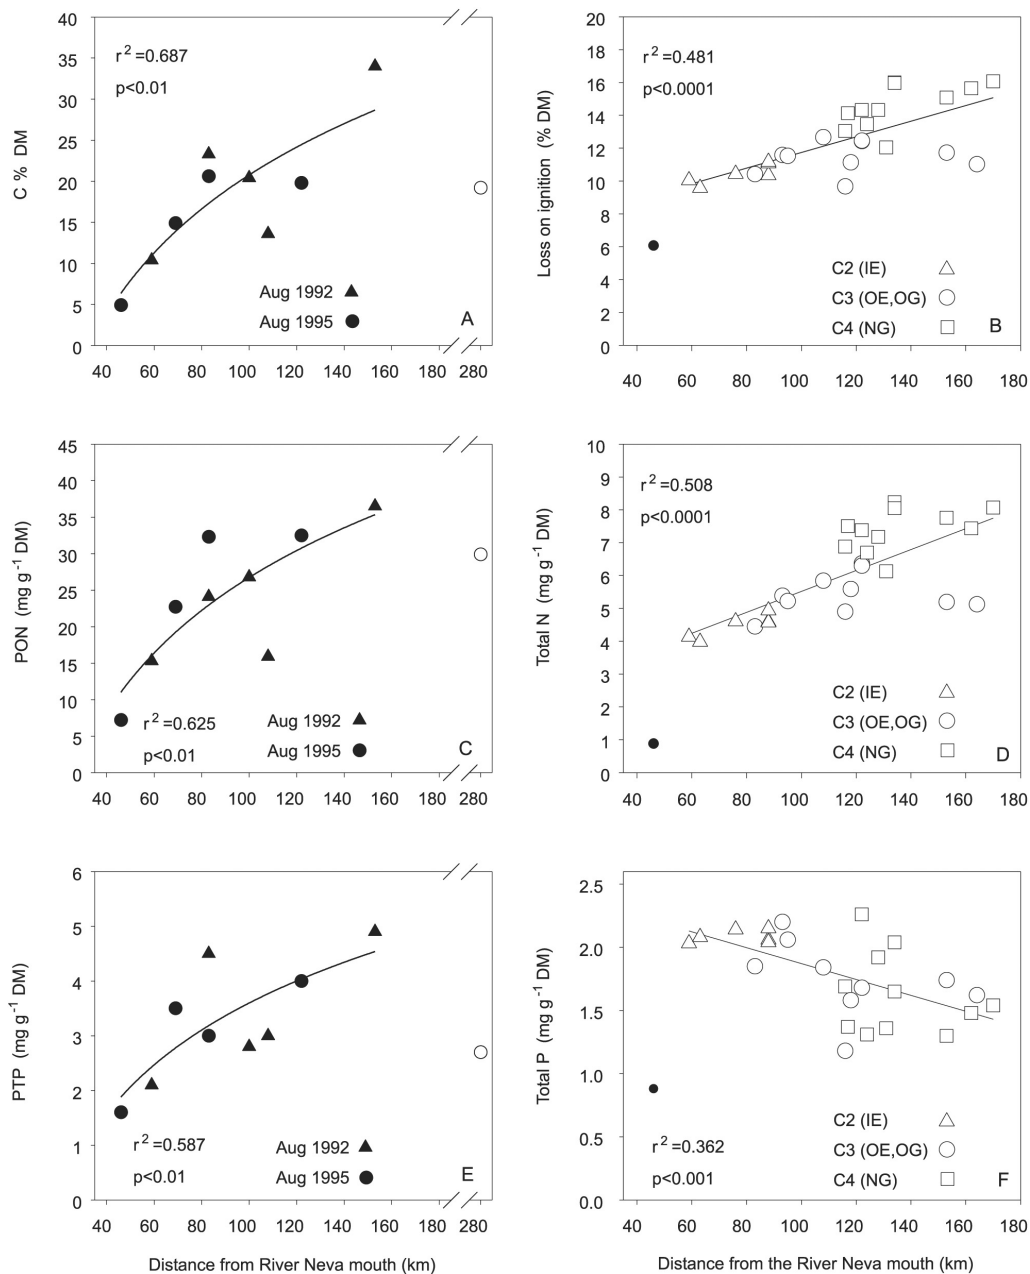 40
35
30
25
20
15
10
5
0
C % DM
r² =0.687
p<0.01
Aug 1992
Aug 1995
A
40 60 80 100 120 140 160 180 280
20
18
16
14
12
10
8
6
4
2
0
Loss on ignition (% DM)
r² =0.481
p<0.0001
C2 (IE)
C3 (OE,OG)
C4 (NG)
B
40 60 80 100 120 140 160 180
45
40
35
30
25
20
15
10
5
0
PON (mg g⁻¹ DM)
r² =0.625
p<0.01
Aug 1992
Aug 1995
C
40 60 80 100 120 140 160 180 280
10
9
8
7
6
5
4
3
2
1
0
Total N (mg g⁻¹ DM)
r² =0.508
p<0.0001
C2 (IE)
C3 (OE,OG)
C4 (NG)
D
40 60 80 100 120 140 160 180
6
5
4
3
2
1
0
PTP (mg g⁻¹ DM)
r² =0.587
p<0.01
Aug 1992
Aug 1995
E
40 60 80 100 120 140 160 180 280
Distance from River Neva mouth (km)
2.5
2.0
1.5
1.0
0.5
0.0
Total P (mg g⁻¹ DM)
r² =0.362
p<0.001
C2 (IE)
C3 (OE,OG)
C4 (NG)
F
40 60 80 100 120 140 160 180
Distance from the River Neva mouth (km)